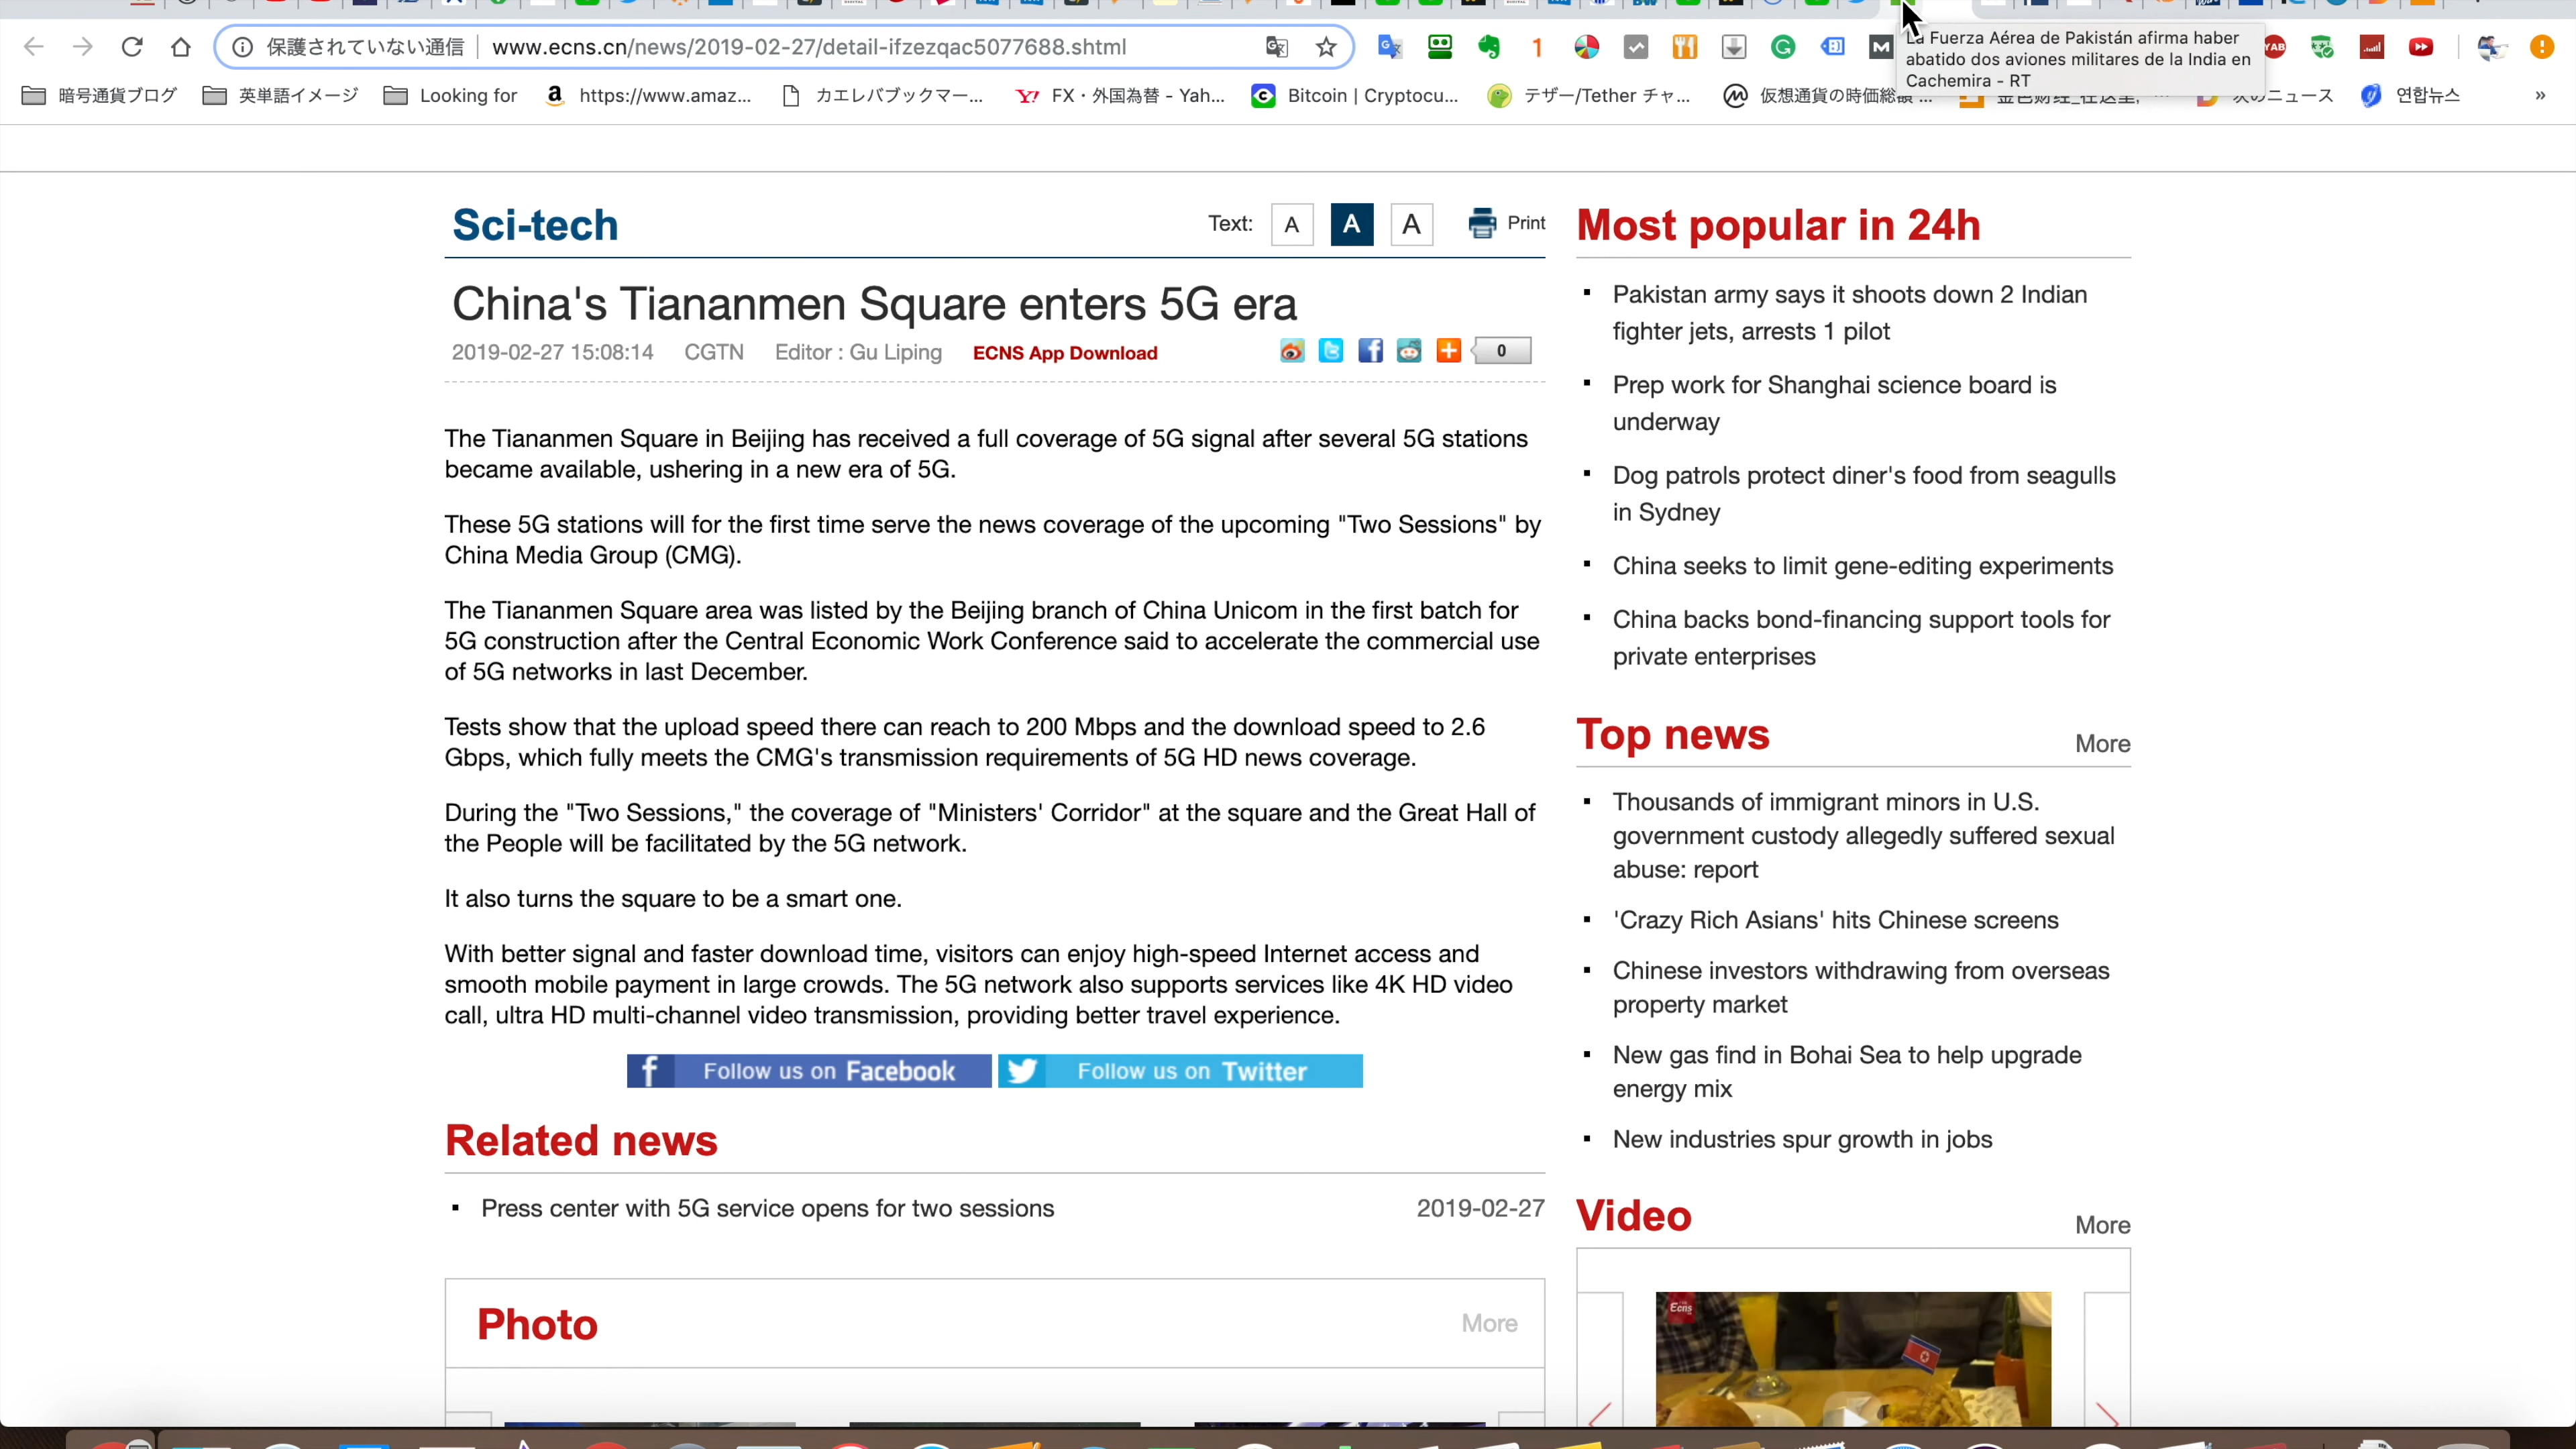 保護されていない通信 www.ecns.cn/news/2019-02-27/detail-ifzezqac5077688.shtml
La Fuerza Aérea de Pakistán afirma haber
abatido dos aviones militares de la India en
Cachemira - RT
暗号通貨ブログ 英単語イメージ Looking for https://www.amaz... カエレバブックマー... FX・外国為替 - Yah... Bitcoin | Cryptocu... テザー/Tether チャ... 仮想通貨の時価総額 ... 次のニュース 연합뉴스 »
Sci-tech
Text: A A A Print
China's Tiananmen Square enters 5G era
2019-02-27 15:08:14 CGTN Editor : Gu Liping ECNS App Download 0
The Tiananmen Square in Beijing has received a full coverage of 5G signal after several 5G stations
became available, ushering in a new era of 5G.
These 5G stations will for the first time serve the news coverage of the upcoming "Two Sessions" by
China Media Group (CMG).
The Tiananmen Square area was listed by the Beijing branch of China Unicom in the first batch for
5G construction after the Central Economic Work Conference said to accelerate the commercial use
of 5G networks in last December.
Tests show that the upload speed there can reach to 200 Mbps and the download speed to 2.6
Gbps, which fully meets the CMG's transmission requirements of 5G HD news coverage.
During the "Two Sessions," the coverage of "Ministers' Corridor" at the square and the Great Hall of
the People will be facilitated by the 5G network.
It also turns the square to be a smart one.
With better signal and faster download time, visitors can enjoy high-speed Internet access and
smooth mobile payment in large crowds. The 5G network also supports services like 4K HD video
call, ultra HD multi-channel video transmission, providing better travel experience.
Follow us on Facebook Follow us on Twitter
Related news
Press center with 5G service opens for two sessions 2019-02-27
Photo More
Most popular in 24h
Pakistan army says it shoots down 2 Indian
fighter jets, arrests 1 pilot
Prep work for Shanghai science board is
underway
Dog patrols protect diner's food from seagulls
in Sydney
China seeks to limit gene-editing experiments
China backs bond-financing support tools for
private enterprises
Top news More
Thousands of immigrant minors in U.S.
government custody allegedly suffered sexual
abuse: report
'Crazy Rich Asians' hits Chinese screens
Chinese investors withdrawing from overseas
property market
New gas find in Bohai Sea to help upgrade
energy mix
New industries spur growth in jobs
Video More
Ecns